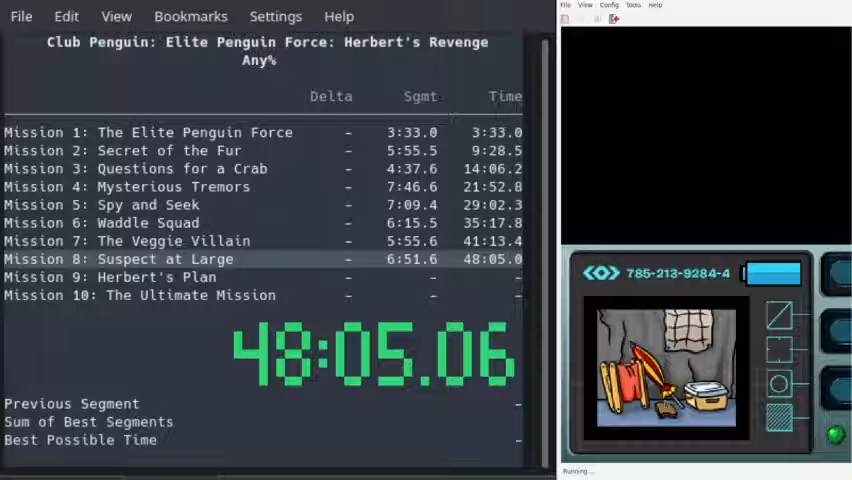 File Edit View Bookmarks Settings Help
Club Penguin: Elite Penguin Force: Herbert's Revenge
Any%
Delta Sgmt Time
Mission 1: The Elite Penguin Force - 3:33.0 3:33.0
Mission 2: Secret of the Fur - 5:55.5 9:28.5
Mission 3: Questions for a Crab - 4:37.6 14:06.2
Mission 4: Mysterious Tremors - 7:46.6 21:52.8
Mission 5: Spy and Seek - 7:09.4 29:02.3
Mission 6: Waddle Squad - 6:15.5 35:17.8
Mission 7: The Veggie Villain - 5:55.6 41:13.4
Mission 8: Suspect at Large - 6:51.6 48:05.0
Mission 9: Herbert's Plan - - -
Mission 10: The Ultimate Mission - - -
48:05.06
Previous Segment -
Sum of Best Segments
Best Possible Time -
File View Config Tools Help
785-213-9284-4
Running ...